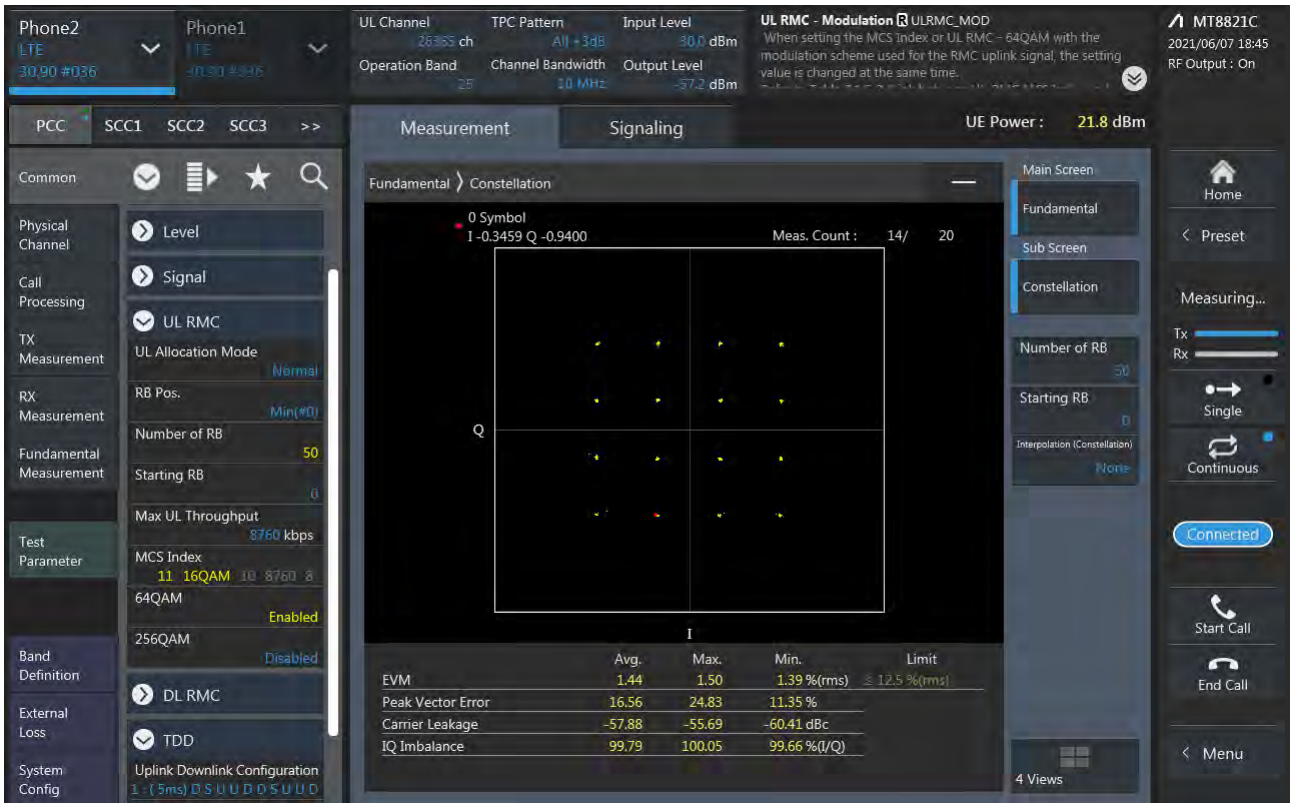 Phone2
LTE
30.90 #036
Phone1
LTE
30.90 #036
UL Channel
26365 ch
Operation Band
25
TPC Pattern
All +3dB
Channel Bandwidth
10 MHz
Input Level
30.0 dBm
Output Level
-57.2 dBm
UL RMC - Modulation R ULRMC_MOD
When setting the MCS Index or UL RMC – 64QAM with the
modulation scheme used for the RMC uplink signal, the setting
value is changed at the same time.
MT8821C
2021/06/07 18:45
RF Output : On
PCC SCC1 SCC2 SCC3 >>
Measurement
Signaling
UE Power : 21.8 dBm
Common
Physical
Channel
Call
Processing
TX
Measurement
RX
Measurement
Fundamental
Measurement
Test
Parameter
Band
Definition
External
Loss
System
Config
Level
Signal
UL RMC
UL Allocation Mode
Normal
RB Pos.
Min(#0)
Number of RB
50
Starting RB
0
Max UL Throughput
8760 kbps
MCS Index
11 16QAM 10 8760 8
64QAM
Enabled
256QAM
Disabled
DL RMC
TDD
Uplink Downlink Configuration
1 : ( 5ms) D S U U D D S U U D
Fundamental > Constellation
0 Symbol
I -0.3459 Q -0.9400
Meas. Count : 14/ 20
Q
I
Avg. Max. Min. Limit
EVM 1.44 1.50 1.39 %(rms) ≤ 12.5 %(rms)
Peak Vector Error 16.56 24.83 11.35 %
Carrier Leakage -57.88 -55.69 -60.41 dBc
IQ Imbalance 99.79 100.05 99.66 %(I/Q)
Main Screen
Fundamental
Sub Screen
Constellation
Number of RB
50
Starting RB
0
Interpolation (Constellation)
None
4 Views
Home
< Preset
Measuring...
Tx
Rx
Single
Continuous
Connected
Start Call
End Call
< Menu